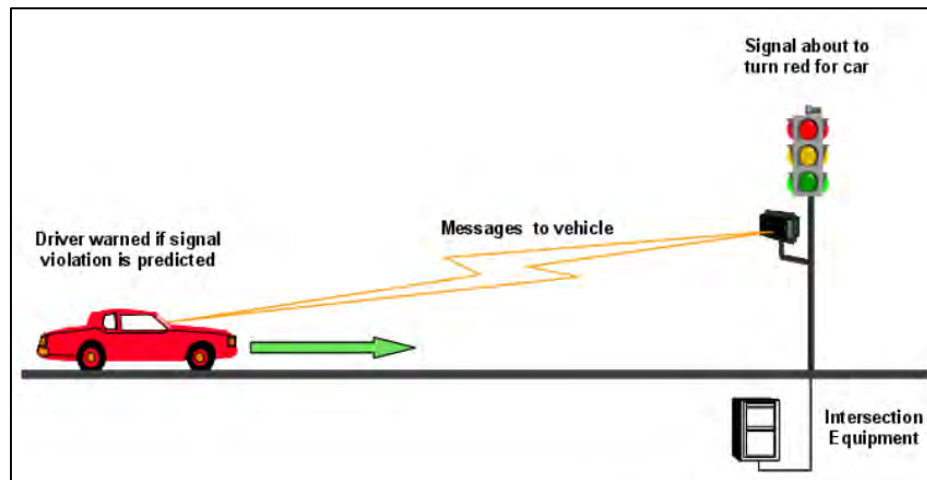 Signal about to
turn red for car
Messages to vehicle
Driver warned if signal
violation is predicted
Intersection
Equipment